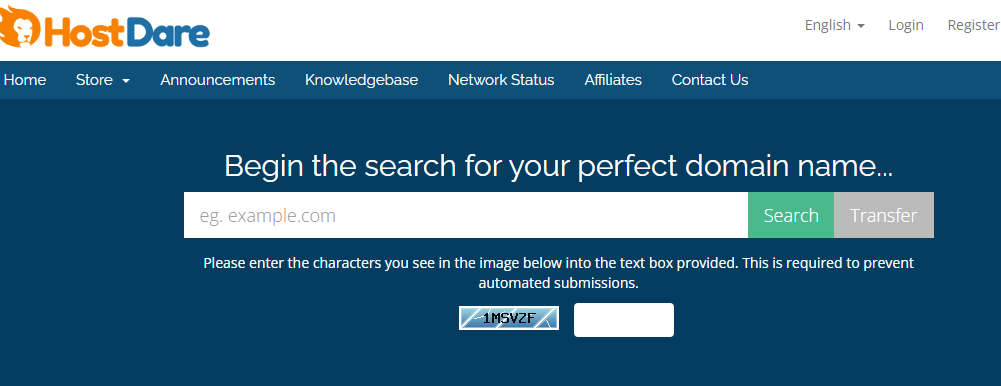 HostDare
English
Login
Register
Home
Store
Announcements
Knowledgebase
Network Status
Affiliates
Contact Us
Begin the search for your perfect domain name...
eg. example.com
Search
Transfer
Please enter the characters you see in the image below into the text box provided. This is required to prevent
automated submissions.